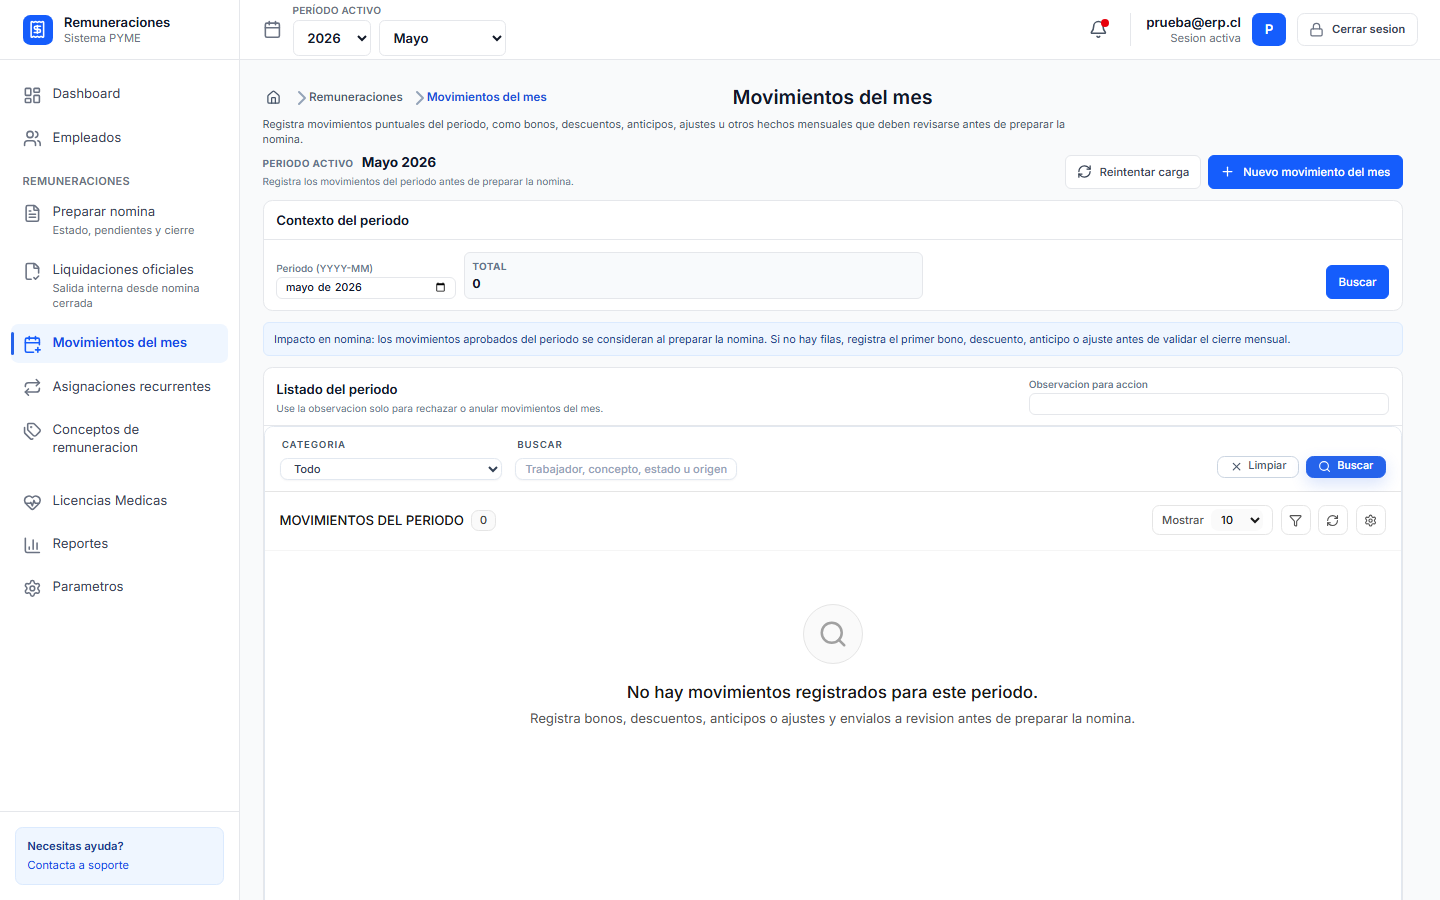 Remuneraciones
Sistema PYME
PERÍODO ACTIVO
2026
Mayo
prueba@erp.cl
Sesion activa
P
Cerrar sesion
Dashboard
Empleados
REMUNERACIONES
Preparar nomina
Estado, pendientes y cierre
Liquidaciones oficiales
Salida interna desde nomina
cerrada
Movimientos del mes
Asignaciones recurrentes
Conceptos de
remuneracion
Licencias Medicas
Reportes
Parametros
Necesitas ayuda?
Contacta a soporte
Remuneraciones
Movimientos del mes
Movimientos del mes
Registra movimientos puntuales del periodo, como bonos, descuentos, anticipos, ajustes u otros hechos mensuales que deben revisarse antes de preparar la
nomina.
PERIODO ACTIVO Mayo 2026
Registra los movimientos del periodo antes de preparar la nomina.
Reintentar carga
Nuevo movimiento del mes
Contexto del periodo
Periodo (YYYY-MM)
mayo de 2026
TOTAL
0
Buscar
Impacto en nomina: los movimientos aprobados del periodo se consideran al preparar la nomina. Si no hay filas, registra el primer bono, descuento, anticipo o ajuste antes de validar el cierre mensual.
Listado del periodo
Use la observacion solo para rechazar o anular movimientos del mes.
Observacion para accion
CATEGORIA
Todo
BUSCAR
Trabajador, concepto, estado u origen
Limpiar
Buscar
MOVIMIENTOS DEL PERIODO 0
Mostrar 10
No hay movimientos registrados para este periodo.
Registra bonos, descuentos, anticipos o ajustes y envialos a revision antes de preparar la nomina.